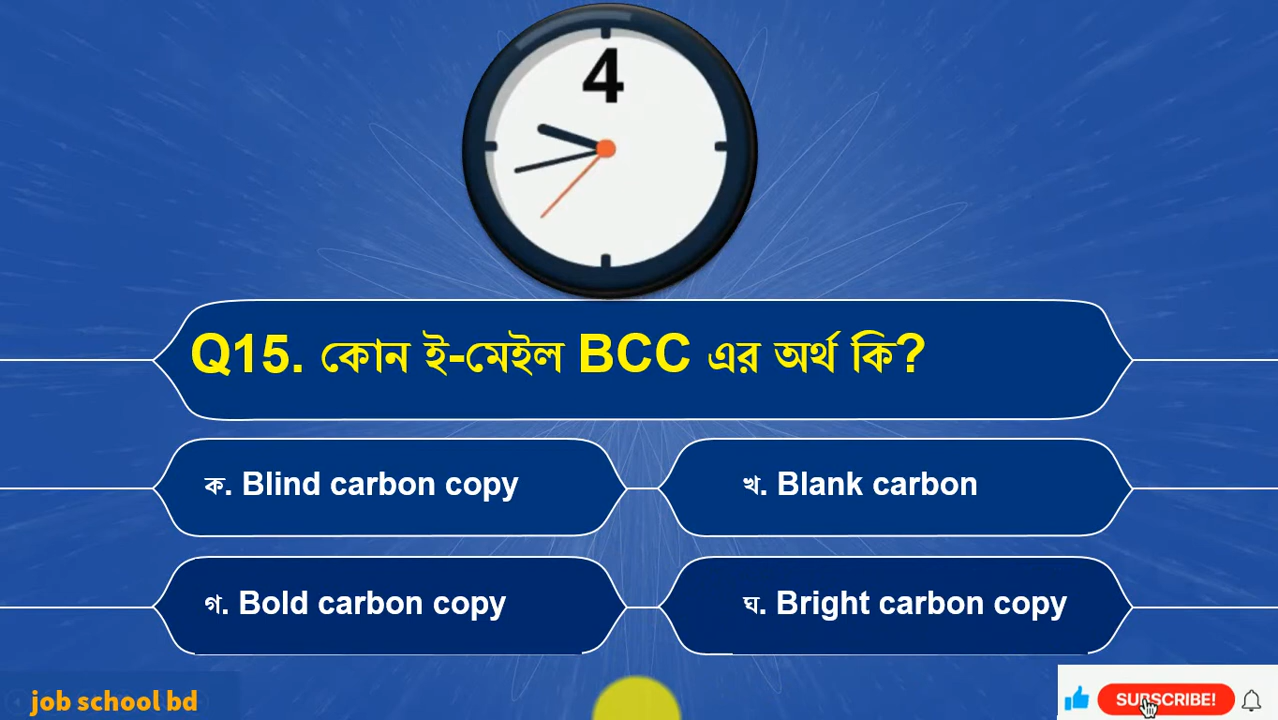 4
Q15. কোন ই-মেইল BCC এর অর্থ কি?
ক. Blind carbon copy
খ. Blank carbon
গ. Bold carbon copy
ঘ. Bright carbon copy
job school bd
SUBSCRIBE!